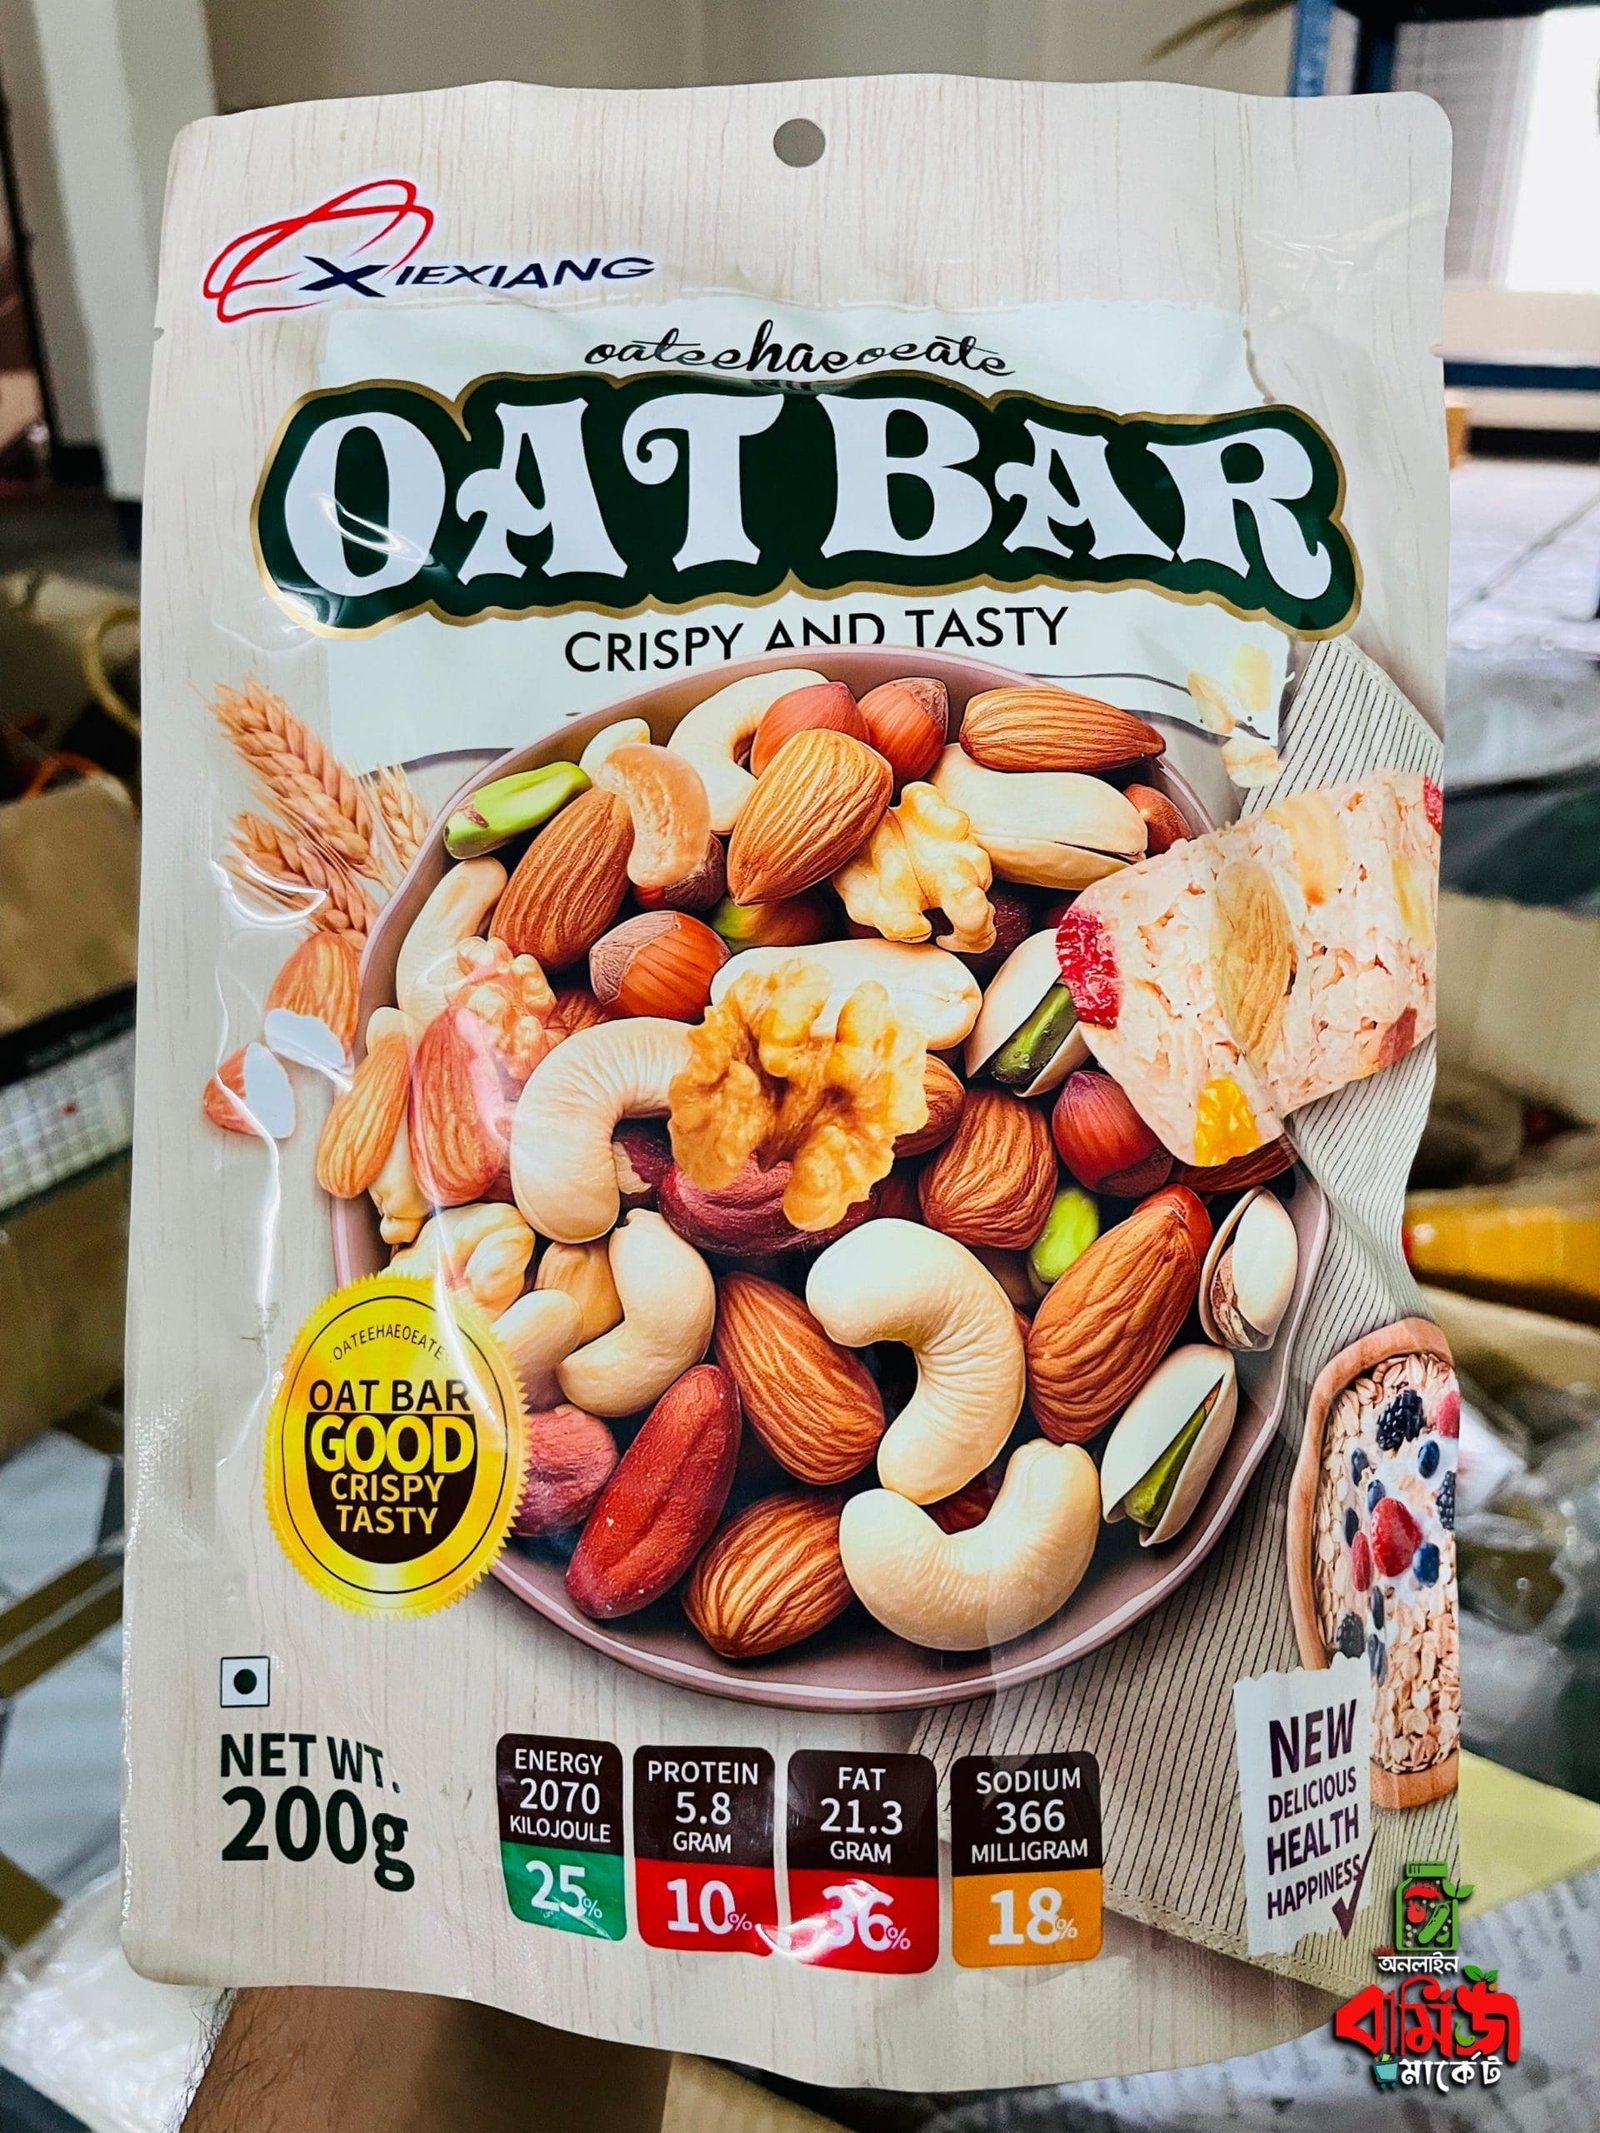 XIEXIANG
oateehaeoeate
OAT BAR
CRISPY AND TASTY
OATEEHAEOEATE
OAT BAR
GOOD
CRISPY
TASTY
NET WT.
200g
ENERGY
2070
KILOJOULE
25%
PROTEIN
5.8
GRAM
10%
FAT
21.3
GRAM
36%
SODIUM
366
MILLIGRAM
18%
NEW
DELICIOUS
HEALTH
HAPPINESS
অনলাইন
বার্মিজ
মার্কেট